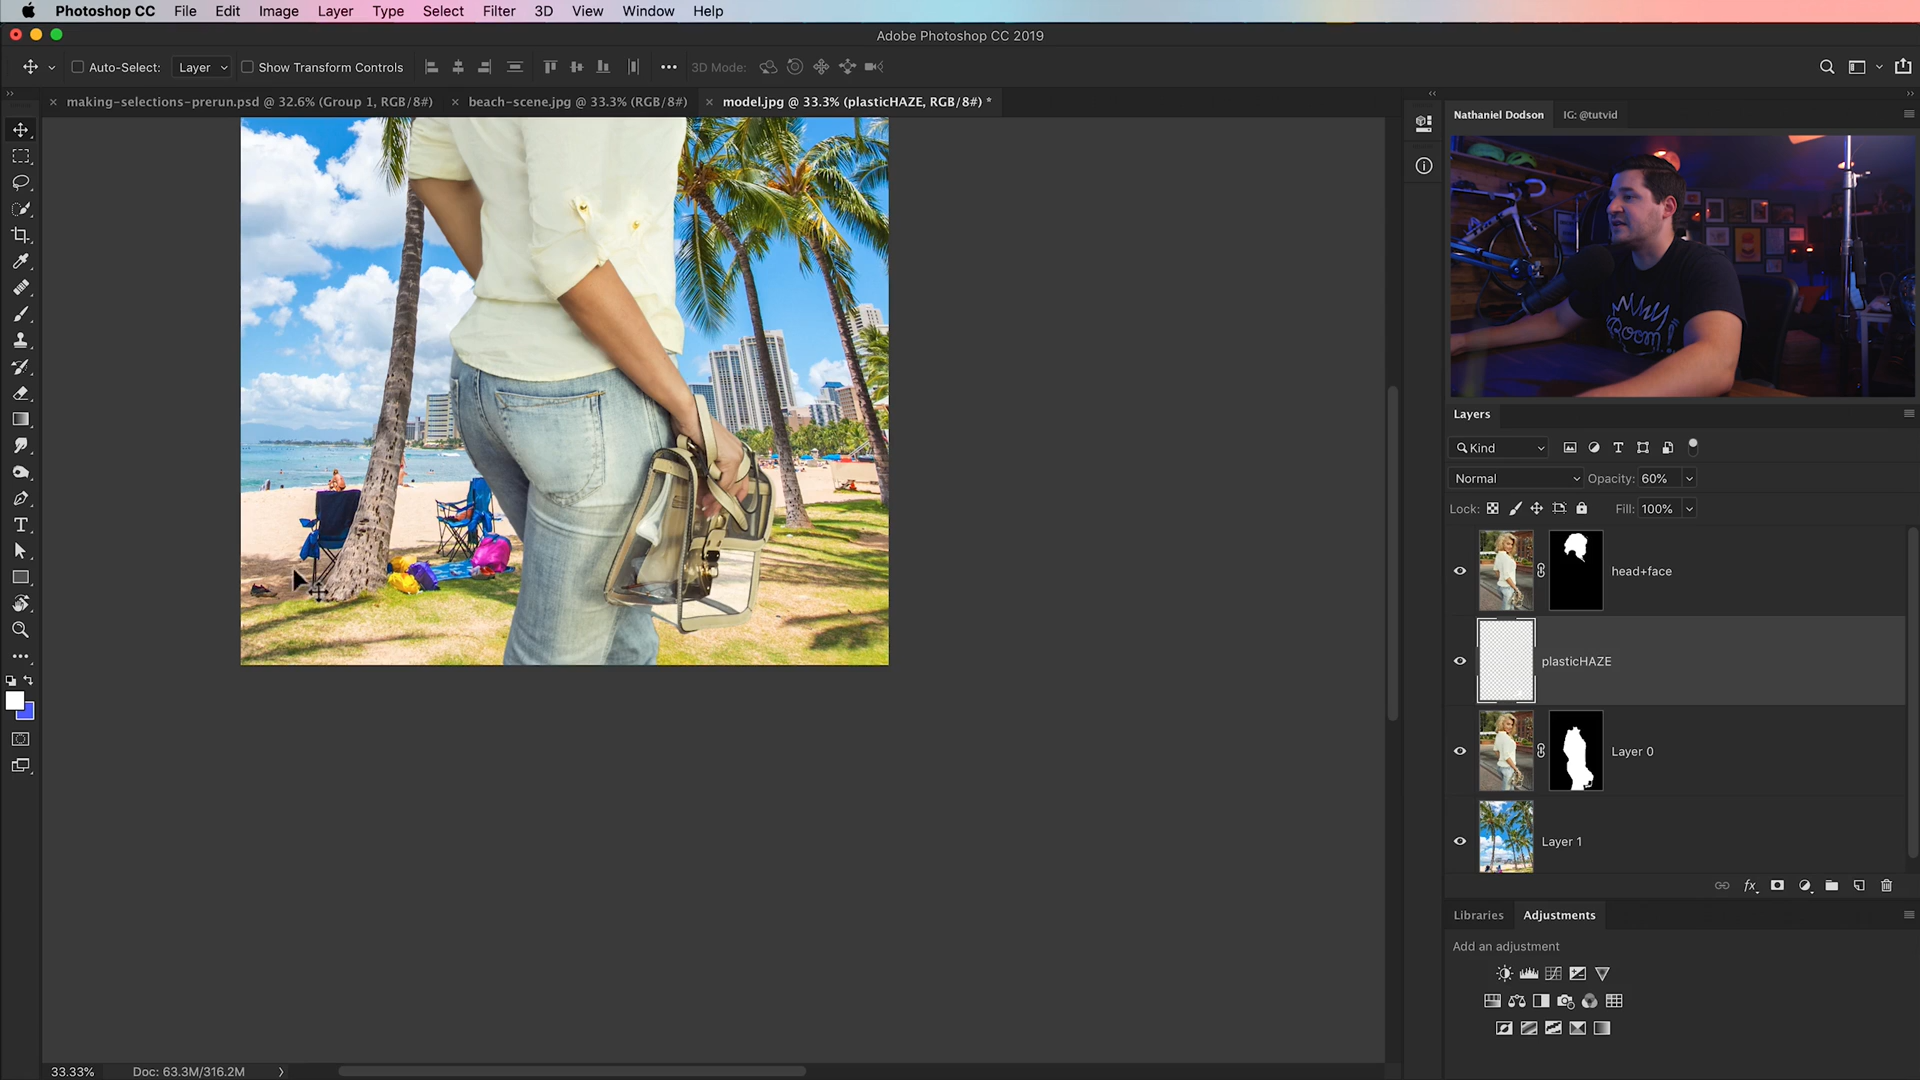 Photoshop CC File Edit Image Layer Type Select Filter 3D View Window Help
Adobe Photoshop CC 2019
Auto-Select: Layer Show Transform Controls 3D Mode:
making-selections-prerun.psd @ 32.6% (Group 1, RGB/8#) beach-scene.jpg @ 33.3% (RGB/8#) model.jpg @ 33.3% (plasticHAZE, RGB/8#) *
Nathaniel Dodson IG: @tutvid
Boom!
Layers
Kind
Normal Opacity: 60%
Lock: Fill: 100%
head+face
plasticHAZE
Layer 0
Layer 1
fx
Libraries Adjustments
Add an adjustment
33.33% Doc: 63.3M/316.2M